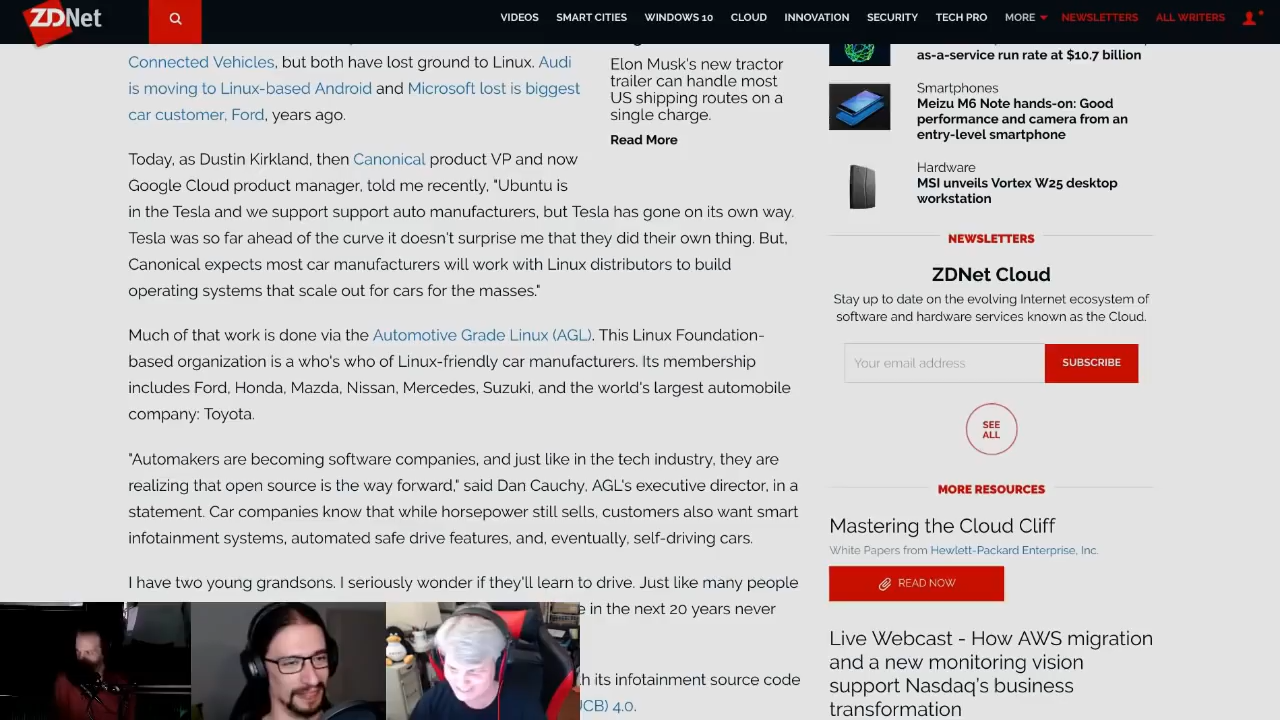 ZDNet
VIDEOS SMART CITIES WINDOWS 10 CLOUD INNOVATION SECURITY TECH PRO MORE NEWSLETTERS ALL WRITERS
Connected Vehicles, but both have lost ground to Linux. Audi
is moving to Linux-based Android and Microsoft lost is biggest
car customer, Ford, years ago.
Elon Musk's new tractor
trailer can handle most
US shipping routes on a
single charge.
Read More
Today, as Dustin Kirkland, then Canonical product VP and now
Google Cloud product manager, told me recently, "Ubuntu is
in the Tesla and we support support auto manufacturers, but Tesla has gone on its own way.
Tesla was so far ahead of the curve it doesn't surprise me that they did their own thing. But,
Canonical expects most car manufacturers will work with Linux distributors to build
operating systems that scale out for cars for the masses."
Much of that work is done via the Automotive Grade Linux (AGL). This Linux Foundation-
based organization is a who's who of Linux-friendly car manufacturers. Its membership
includes Ford, Honda, Mazda, Nissan, Mercedes, Suzuki, and the world's largest automobile
company: Toyota.
"Automakers are becoming software companies, and just like in the tech industry, they are
realizing that open source is the way forward," said Dan Cauchy, AGL's executive director, in a
statement. Car companies know that while horsepower still sells, customers also want smart
infotainment systems, automated safe drive features, and, eventually, self-driving cars.
I have two young grandsons. I seriously wonder if they'll learn to drive. Just like many people
in the next 20 years never
its infotainment source code
4.0.
as-a-service run rate at $10.7 billion
Smartphones
Meizu M6 Note hands-on: Good
performance and camera from an
entry-level smartphone
Hardware
MSI unveils Vortex W25 desktop
workstation
NEWSLETTERS
ZDNet Cloud
Stay up to date on the evolving Internet ecosystem of
software and hardware services known as the Cloud.
Your email address SUBSCRIBE
SEE
ALL
MORE RESOURCES
Mastering the Cloud Cliff
White Papers from Hewlett-Packard Enterprise, Inc.
READ NOW
Live Webcast - How AWS migration
and a new monitoring vision
support Nasdaq's business
transformation